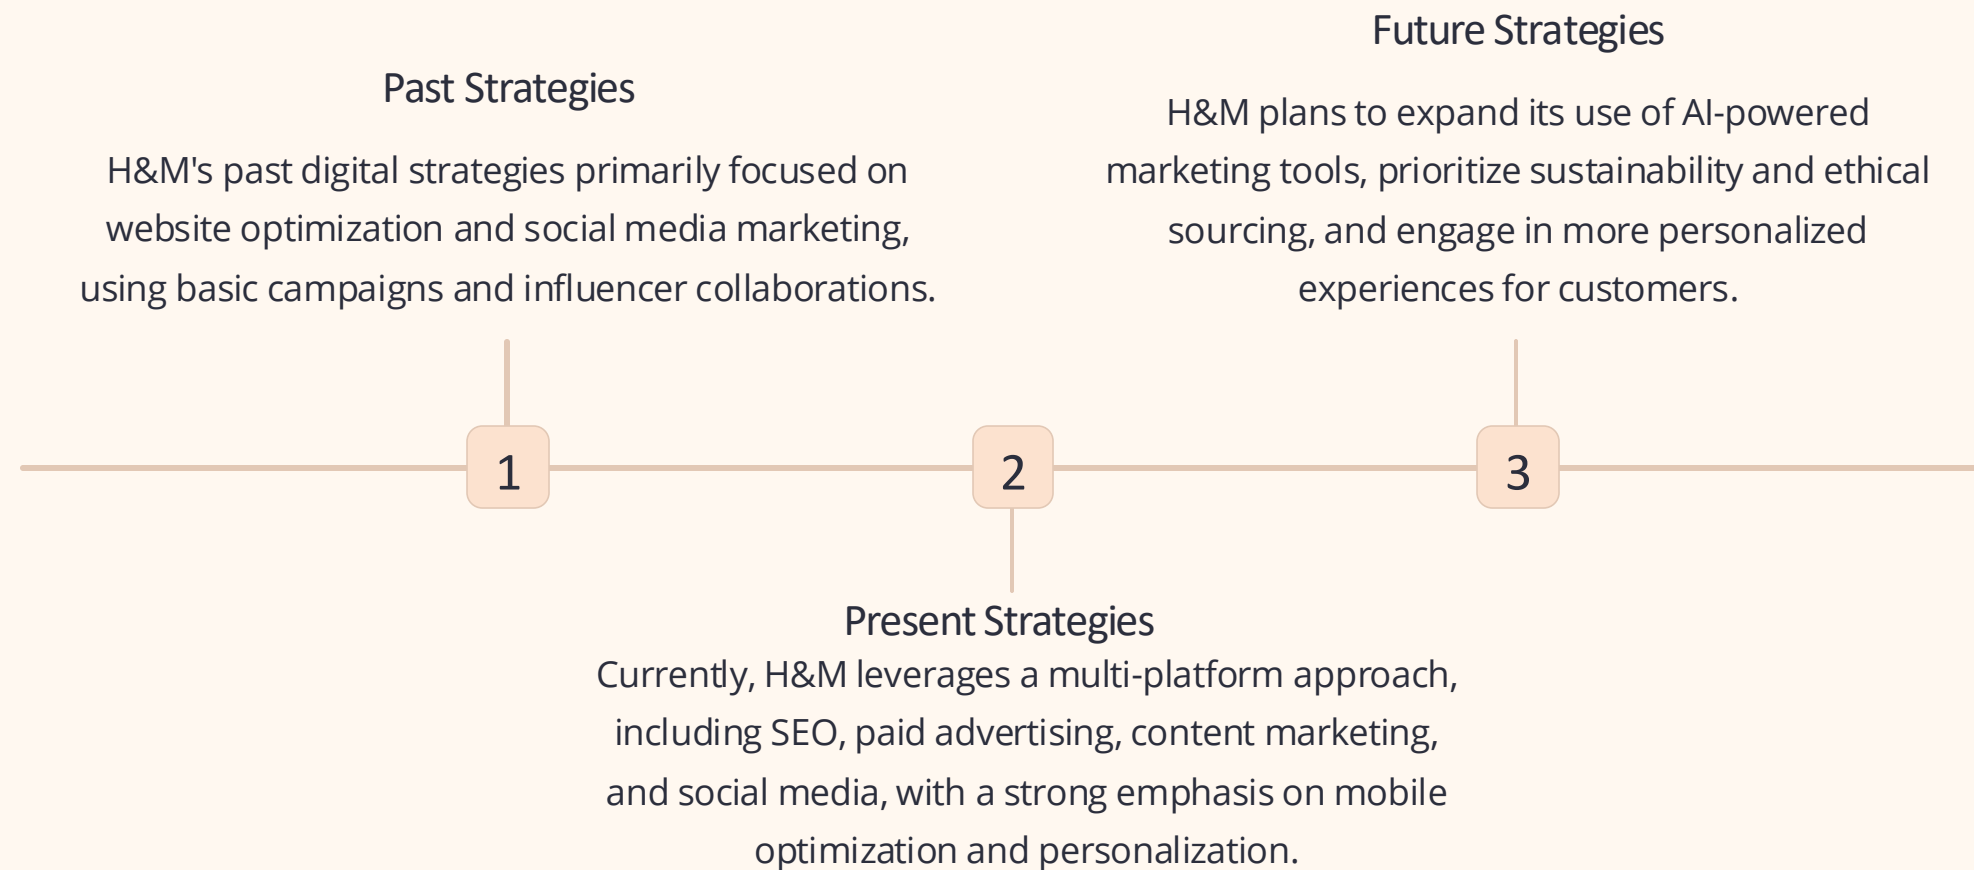 Past Strategies
H&M's past digital strategies primarily focused on
website optimization and social media marketing,
using basic campaigns and influencer collaborations.
Future Strategies
H&M plans to expand its use of AI-powered
marketing tools, prioritize sustainability and ethical
sourcing, and engage in more personalized
experiences for customers.
1
2
3
Present Strategies
Currently, H&M leverages a multi-platform approach,
including SEO, paid advertising, content marketing,
and social media, with a strong emphasis on mobile
optimization and personalization.